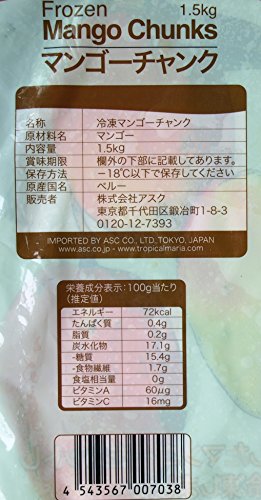 Frozen 1.5kg
Mango Chunks
マンゴーチャンク
名称 冷凍マンゴーチャンク
原材料名 マンゴー
内容量 1.5kg
賞味期限 欄外の下部に記載してあります。
保存方法 −18℃以下で保存してください
原産国名 ペルー
販売者 株式会社アスク
東京都千代田区鍛冶町1-8-3
0120-12-7393
IMPORTED BY ASC CO., LTD. TOKYO, JAPAN
www.asc-co.jp www.tropicalmaria.com
栄養成分表示:100g当たり
(推定値)
エネルギー 72kcal
たんぱく質 0.4g
脂質 0.2g
炭水化物 17.1g
-糖質 15.4g
-食物繊維 1.7g
食塩相当量 0g
ビタミンA 60μg
ビタミンC 16mg
4 543567 007038